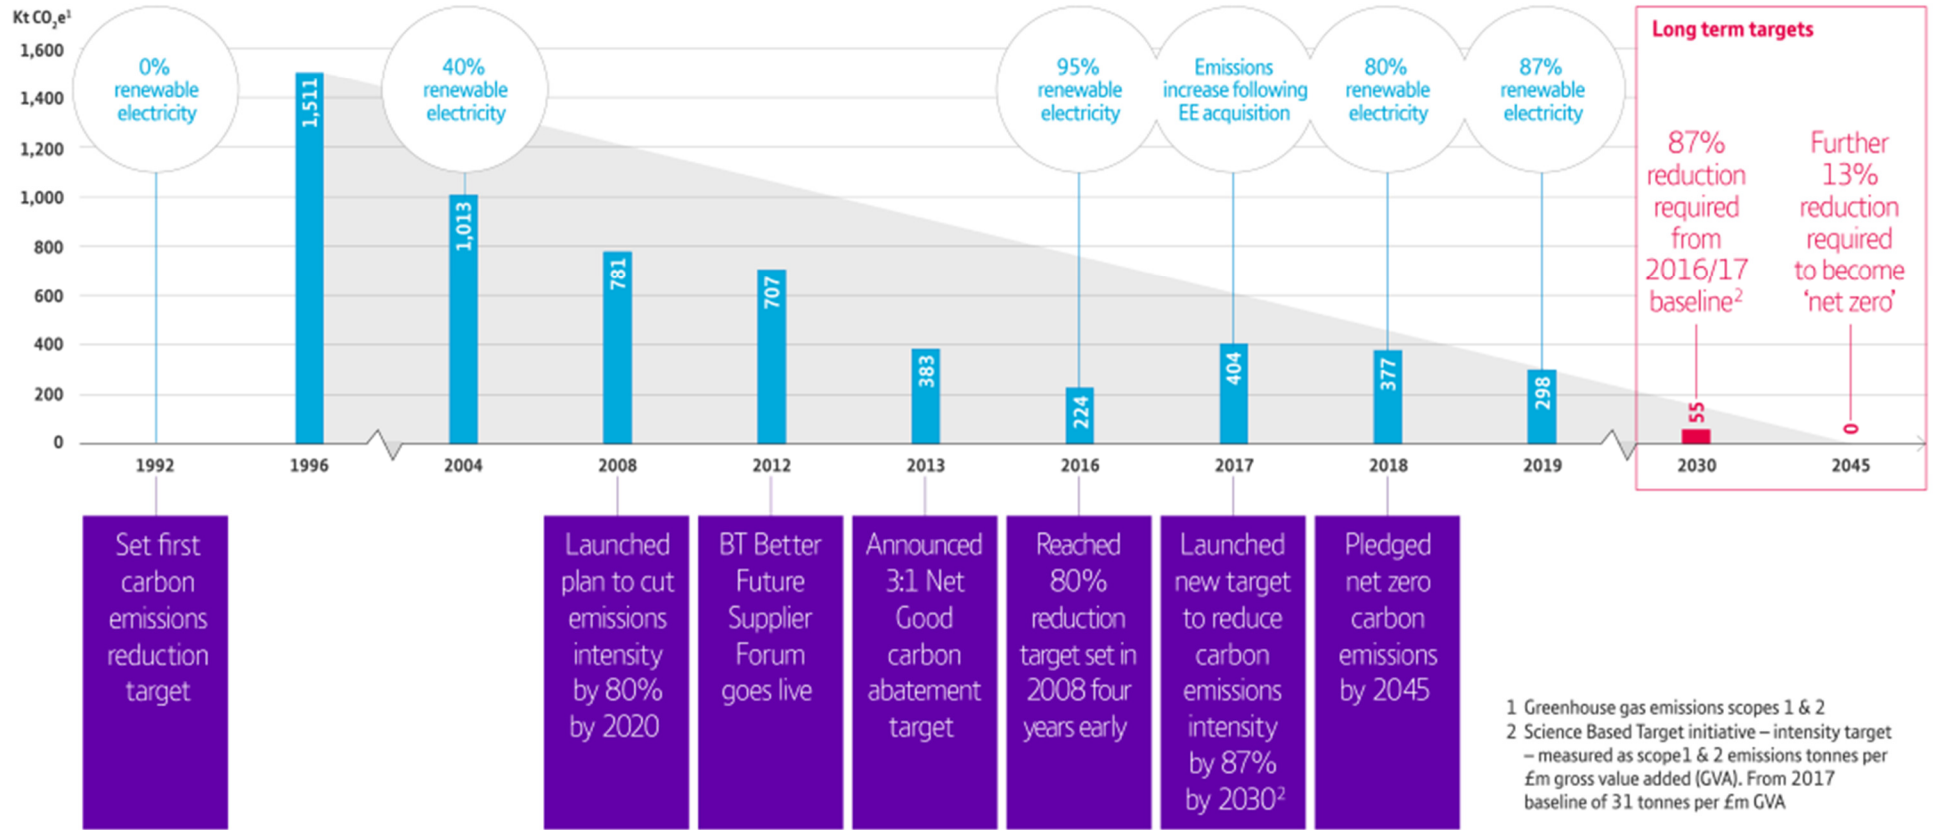 Kt CO₂e¹
1,600
1,400
1,200
1,000
800
600
400
200
0
0%
renewable
electricity
40%
renewable
electricity
95%
renewable
electricity
Emissions
increase following
EE acquisition
80%
renewable
electricity
87%
renewable
electricity
Long term targets
87%
reduction
required
from
2016/17
baseline²
Further
13%
reduction
required
to become
‘net zero’
1,511
1,013
781
707
383
224
404
377
298
55
0
1992
1996
2004
2008
2012
2013
2016
2017
2018
2019
2030
2045
Set first
carbon
emissions
reduction
target
Launched
plan to cut
emissions
intensity
by 80%
by 2020
BT Better
Future
Supplier
Forum
goes live
Announced
3:1 Net
Good
carbon
abatement
target
Reached
80%
reduction
target set in
2008 four
years early
Launched
new target
to reduce
carbon
emissions
intensity
by 87%
by 2030²
Pledged
net zero
carbon
emissions
by 2045
1 Greenhouse gas emissions scopes 1 & 2
2 Science Based Target initiative – intensity target
– measured as scope1 & 2 emissions tonnes per
£m gross value added (GVA). From 2017
baseline of 31 tonnes per £m GVA